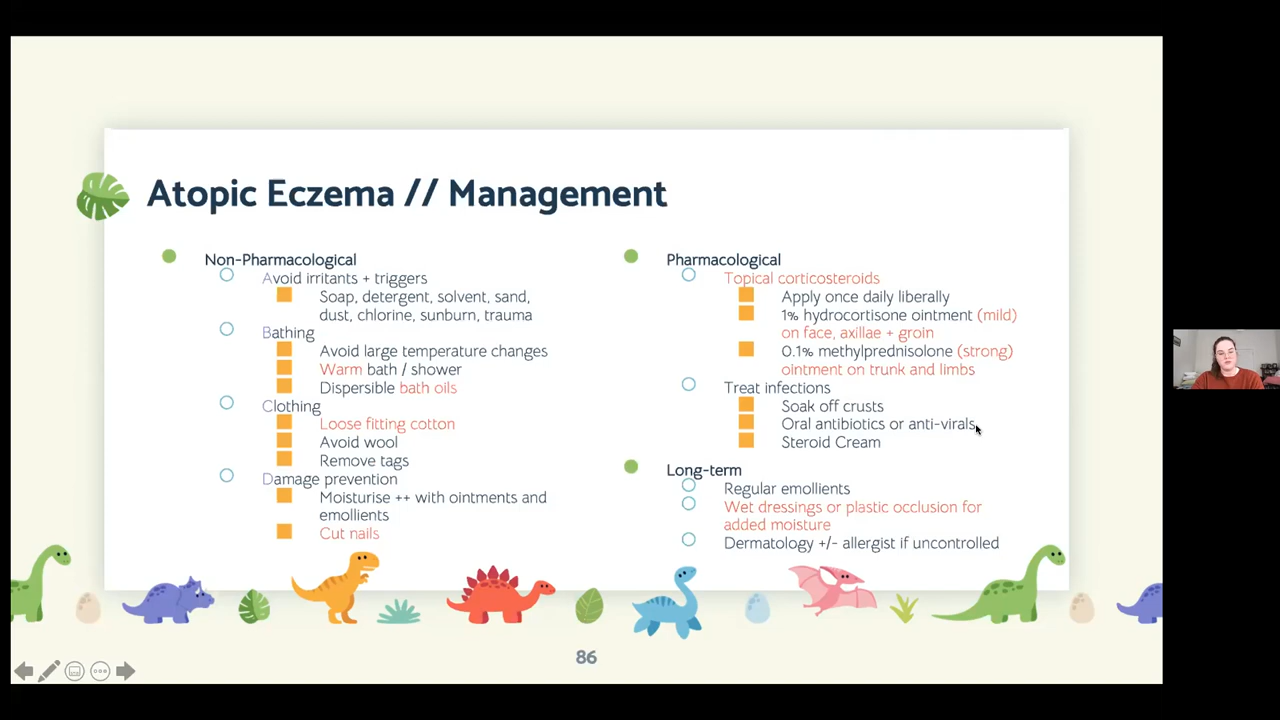 Atopic Eczema // Management
Non-Pharmacological
Avoid irritants + triggers
Soap, detergent, solvent, sand,
dust, chlorine, sunburn, trauma
Bathing
Avoid large temperature changes
Warm bath / shower
Dispersible bath oils
Clothing
Loose fitting cotton
Avoid wool
Remove tags
Damage prevention
Moisturise ++ with ointments and
emollients
Cut nails
Pharmacological
Topical corticosteroids
Apply once daily liberally
1% hydrocortisone ointment (mild)
on face, axillae + groin
0.1% methylprednisolone (strong)
ointment on trunk and limbs
Treat infections
Soak off crusts
Oral antibiotics or anti-virals
Steroid Cream
Long-term
Regular emollients
Wet dressings or plastic occlusion for
added moisture
Dermatology +/- allergist if uncontrolled
86